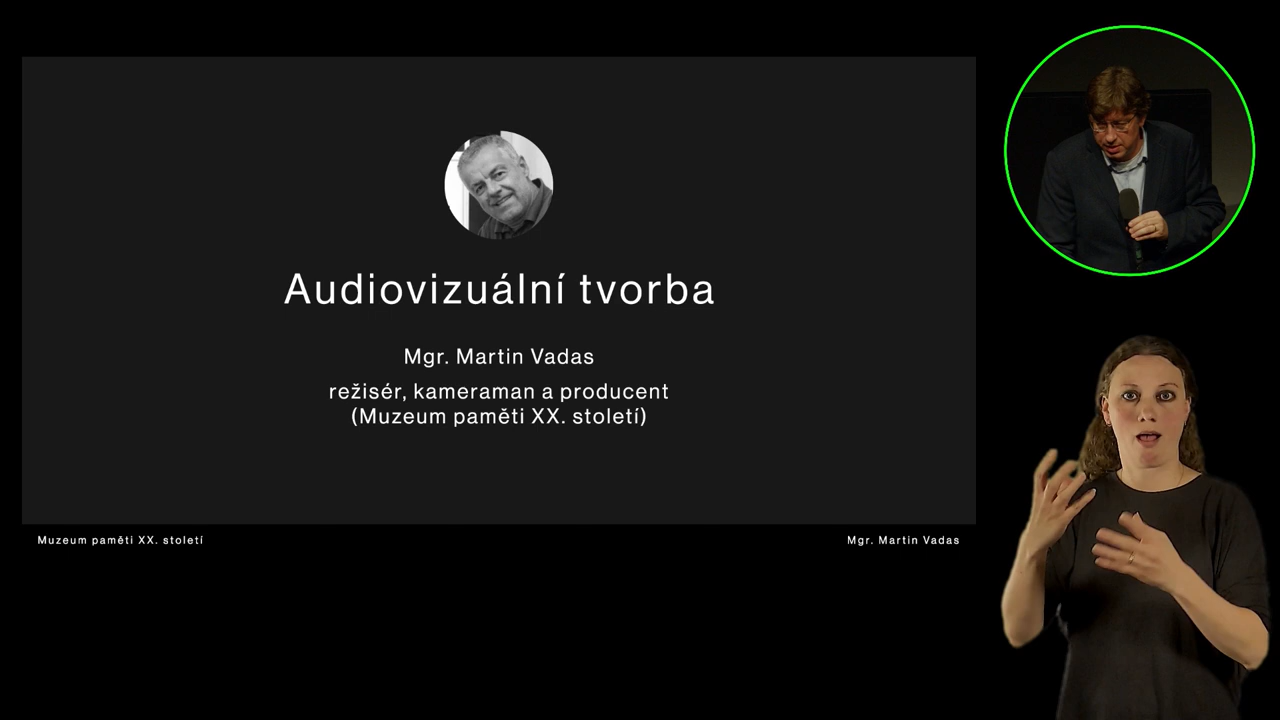 Audiovizuální tvorba
Mgr. Martin Vadas
režisér, kameraman a producent
(Muzeum paměti XX. století)
Muzeum paměti XX. století
Mgr. Martin Vadas